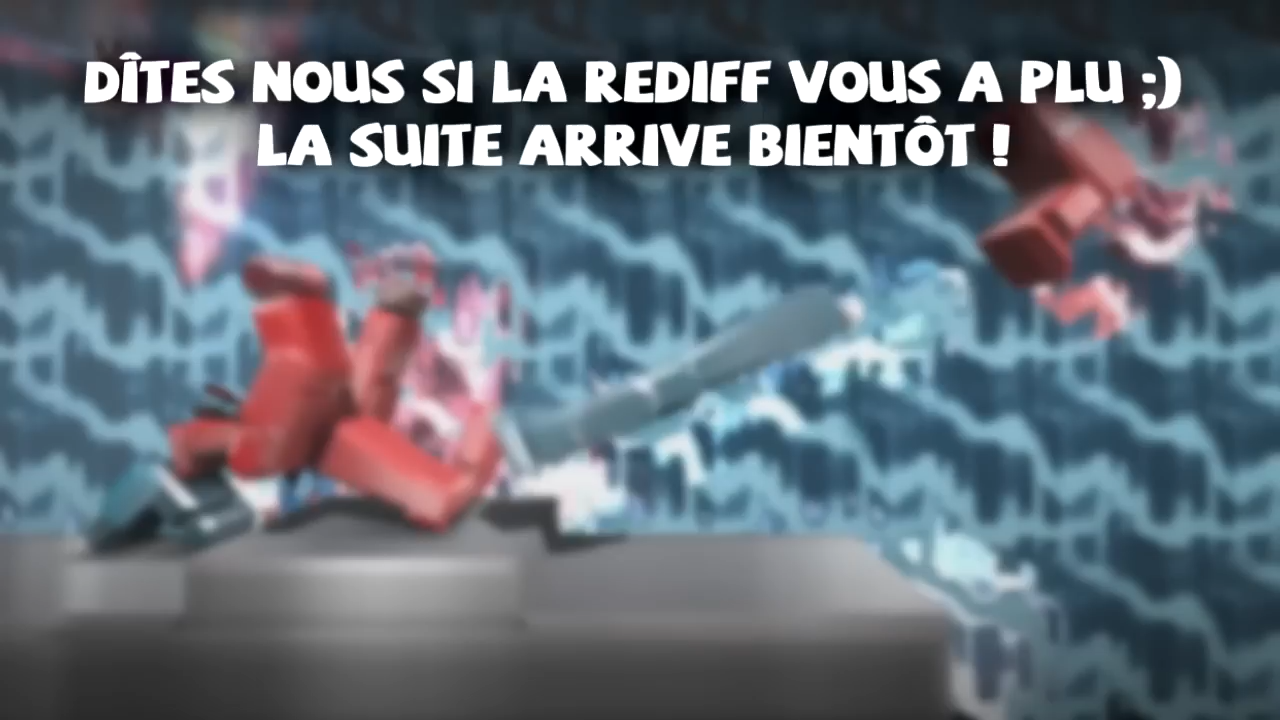 DÎTES NOUS SI LA REDIFF VOUS A PLU ;)
LA SUITE ARRIVE BIENTÔT !